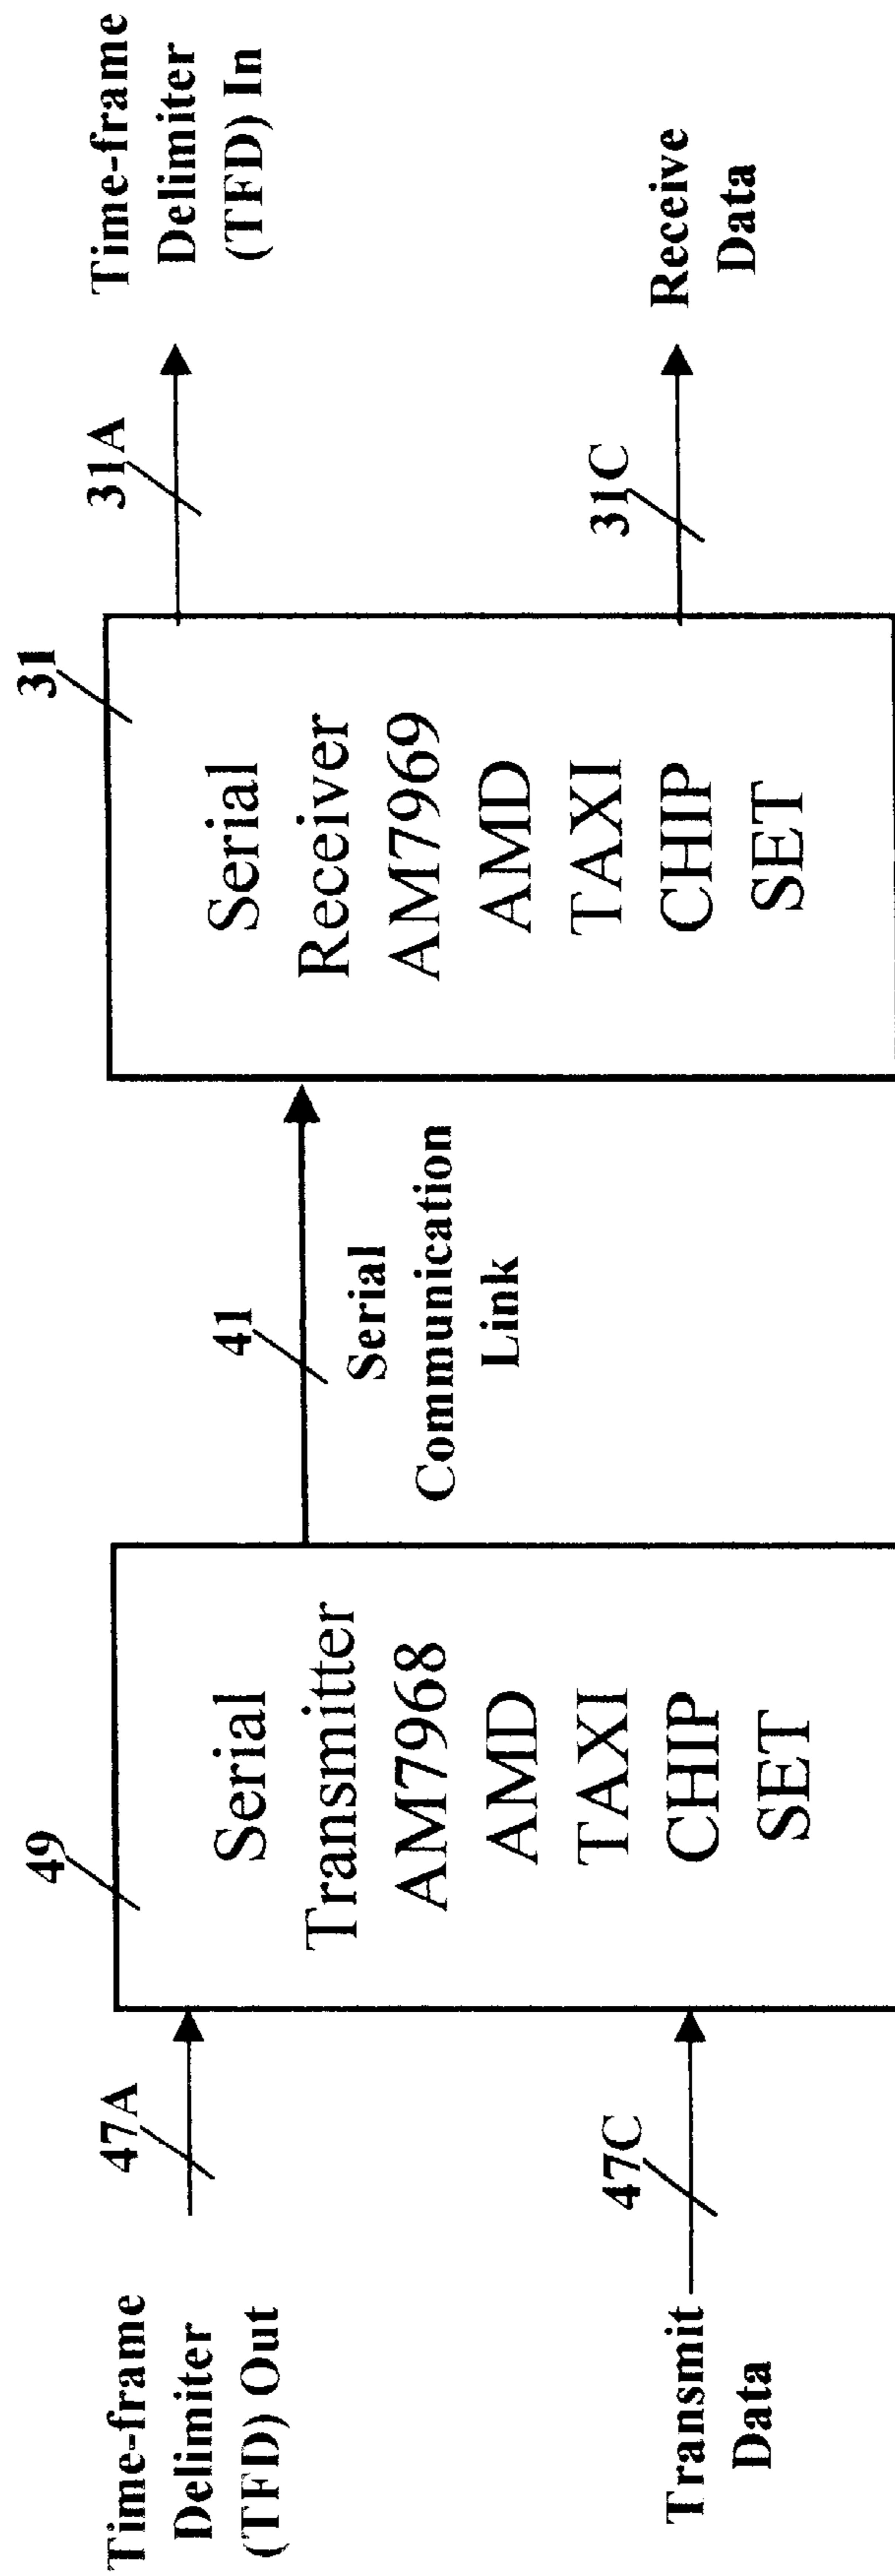 Time-frame
Delimiter
(TFD) Out
47A
Transmit
Data
47C
49
Serial
Transmitter
AM7968
AMD
TAXI
CHIP
SET
41
Serial
Communication
Link
31
Serial
Receiver
AM7969
AMD
TAXI
CHIP
SET
31A
Time-frame
Delimiter
(TFD) In
31C
Receive
Data